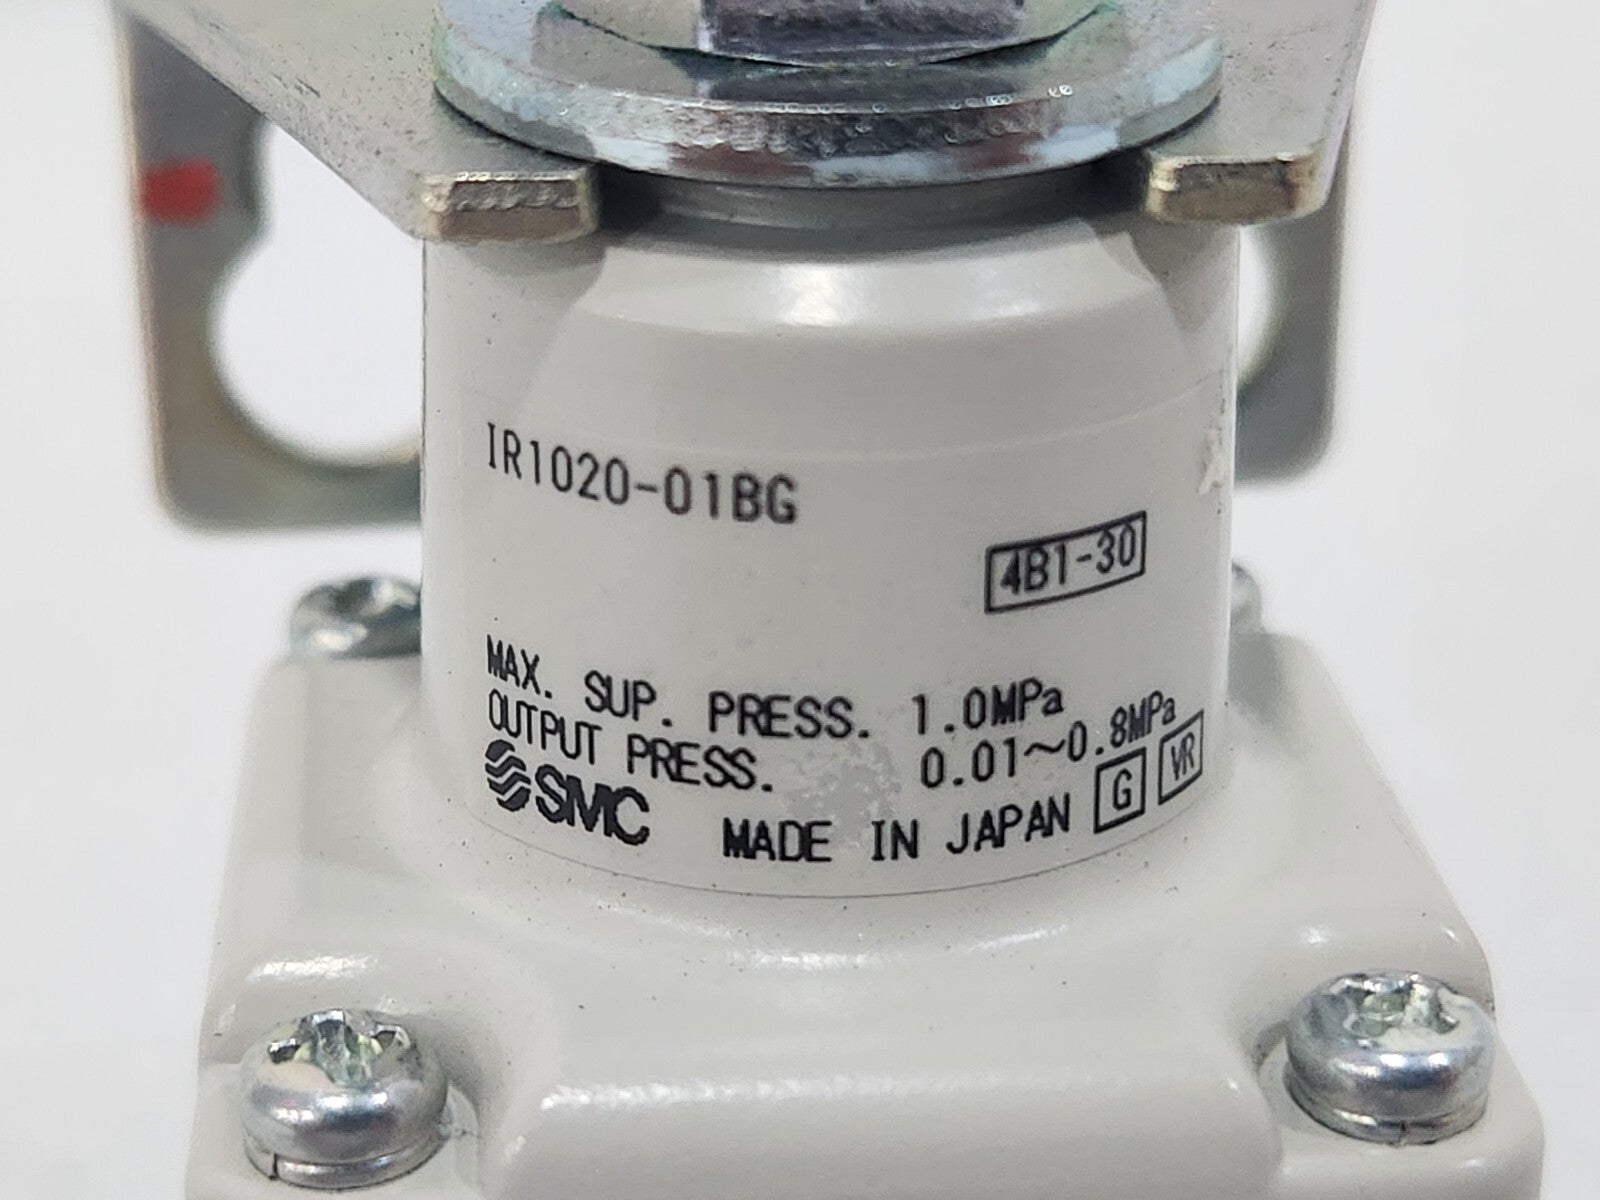 IR1020-01BG
4B1-30
MAX. SUP. PRESS. 1.0MPa
OUTPUT PRESS. 0.01~0.8MPa
SMC MADE IN JAPAN G VR